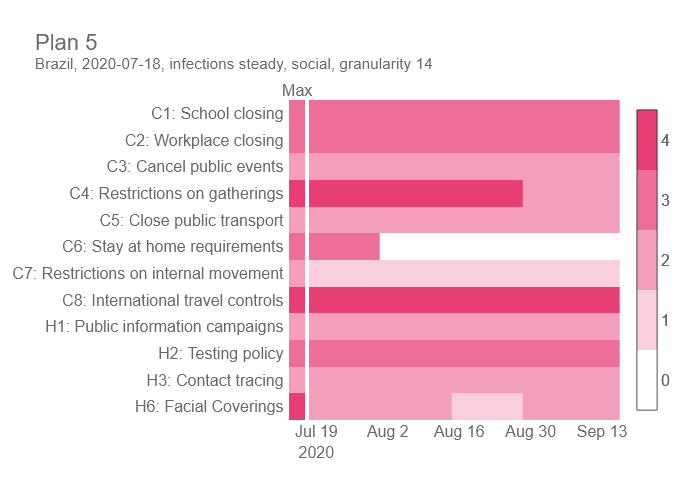 Plan 5
Brazil, 2020-07-18, infections steady, social, granularity 14
Max
C1: School closing
C2: Workplace closing
C3: Cancel public events
C4: Restrictions on gatherings
C5: Close public transport
C6: Stay at home requirements
C7: Restrictions on internal movement
C8: International travel controls
H1: Public information campaigns
H2: Testing policy
H3: Contact tracing
H6: Facial Coverings
4
3
2
1
0
Jul 19 Aug 2 Aug 16 Aug 30 Sep 13
2020